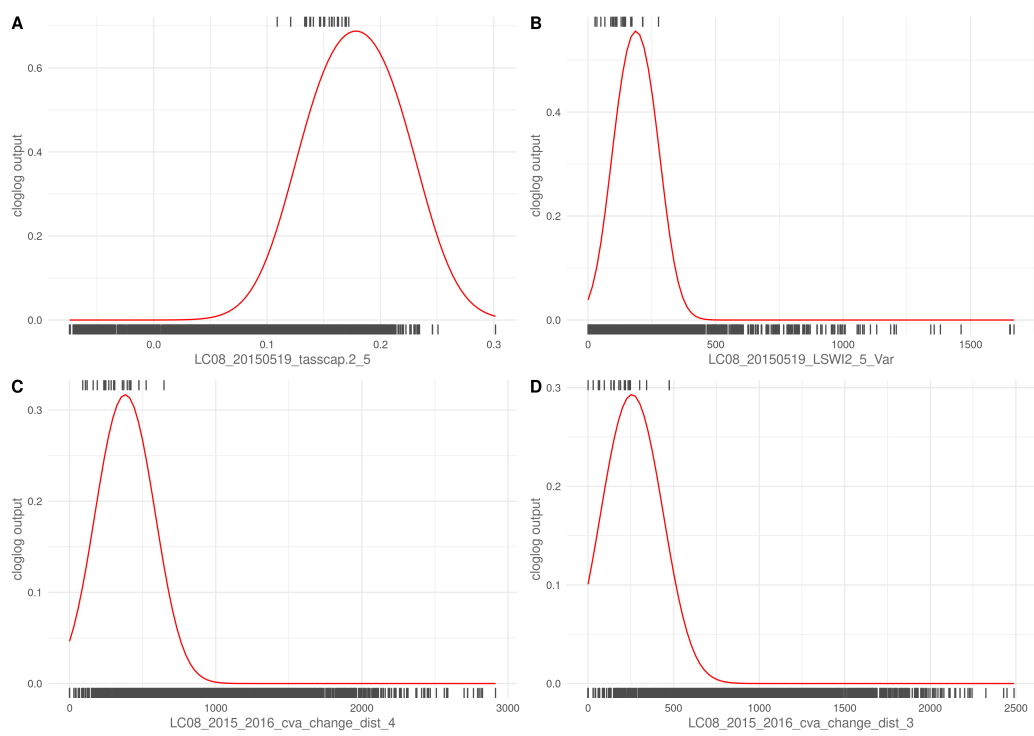 A
cloglog output
0.6
0.4
0.2
0.0
0.0 0.1 0.2 0.3
LC08_20150519_tasscap.2_5
B
cloglog output
0.4
0.2
0.0
0 500 1000 1500
LC08_20150519_LSWI2_5_Var
C
cloglog output
0.3
0.2
0.1
0.0
0 1000 2000 3000
LC08_2015_2016_cva_change_dist_4
D
cloglog output
0.3
0.2
0.1
0.0
0 500 1000 1500 2000 2500
LC08_2015_2016_cva_change_dist_3